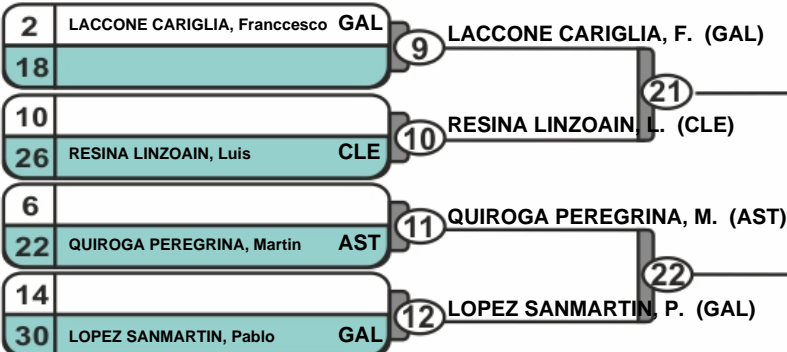 2 LACCONE CARIGLIA, Franccesco GAL
18
9
LACCONE CARIGLIA, F. (GAL)
21
10
26 RESINA LINZOAIN, Luis CLE
10
RESINA LINZOAIN, L. (CLE)
6
22 QUIROGA PEREGRINA, Martin AST
11
QUIROGA PEREGRINA, M. (AST)
22
14
30 LOPEZ SANMARTIN, Pablo GAL
12
LOPEZ SANMARTIN, P. (GAL)